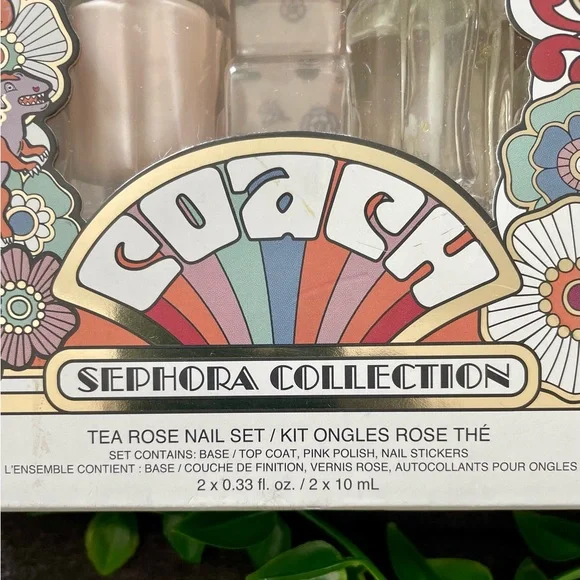 COACH
SEPHORA COLLECTION
TEA ROSE NAIL SET / KIT ONGLES ROSE THÉ
SET CONTAINS: BASE / TOP COAT, PINK POLISH, NAIL STICKERS
L'ENSEMBLE CONTIENT : BASE / COUCHE DE FINITION, VERNIS ROSE, AUTOCOLLANTS POUR ONGLES
2 x 0.33 fl. oz. / 2 x 10 mL